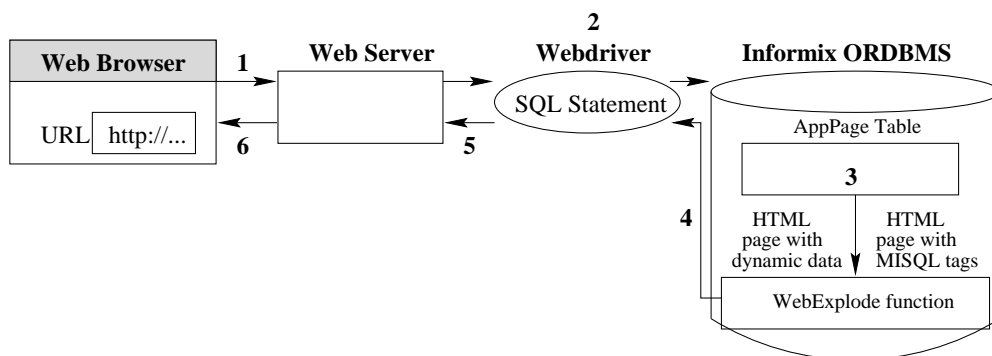 2
Web Browser
1
Web Server
Webdriver
Informix ORDBMS
SQL Statement
URL http://...
6
5
AppPage Table
3
4
HTML
page with
dynamic data
HTML
page with
MISQL tags
WebExplode function